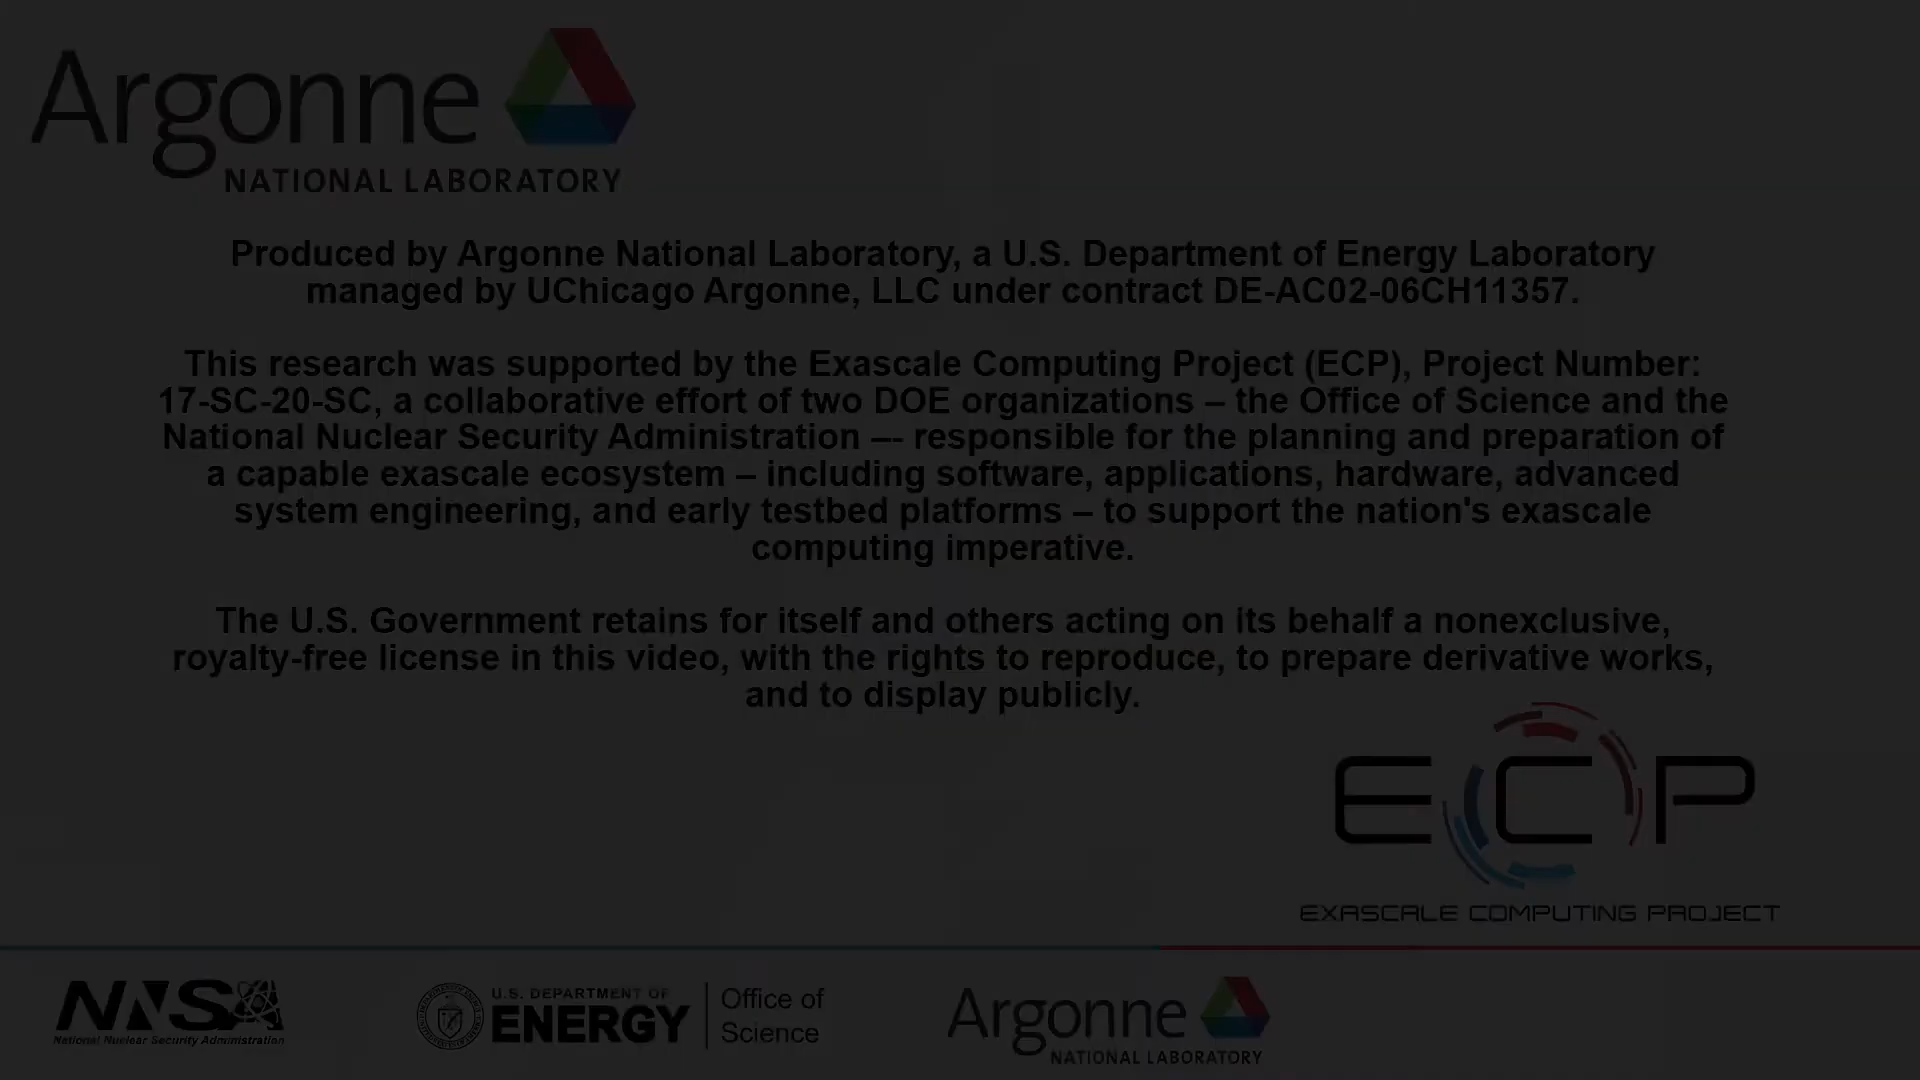 Argonne
NATIONAL LABORATORY
Produced by Argonne National Laboratory, a U.S. Department of Energy Laboratory
managed by UChicago Argonne, LLC under contract DE-AC02-06CH11357.
This research was supported by the Exascale Computing Project (ECP), Project Number:
17-SC-20-SC, a collaborative effort of two DOE organizations – the Office of Science and the
National Nuclear Security Administration –- responsible for the planning and preparation of
a capable exascale ecosystem – including software, applications, hardware, advanced
system engineering, and early testbed platforms – to support the nation's exascale
computing imperative.
The U.S. Government retains for itself and others acting on its behalf a nonexclusive,
royalty-free license in this video, with the rights to reproduce, to prepare derivative works,
and to display publicly.
ECP
EXASCALE COMPUTING PROJECT
NNSA
National Nuclear Security Administration
U.S. DEPARTMENT OF
ENERGY
Office of
Science
Argonne
NATIONAL LABORATORY